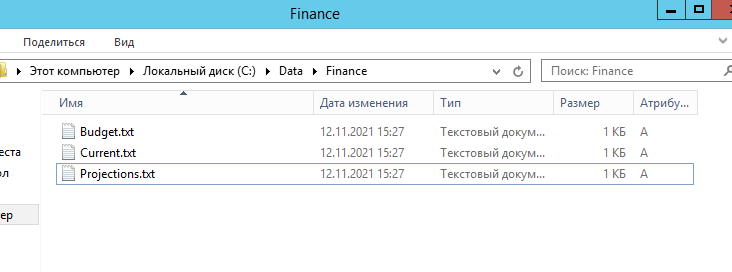 Finance
Поделиться Вид
Этот компьютер Локальный диск (C:) Data Finance Поиск: Finance
Имя Дата изменения Тип Размер Атрибу...
Budget.txt 12.11.2021 15:27 Текстовый докум... 1 КБ A
еста Current.txt 12.11.2021 15:27 Текстовый докум... 1 КБ A
ол Projections.txt 12.11.2021 15:27 Текстовый докум... 1 КБ A
ер